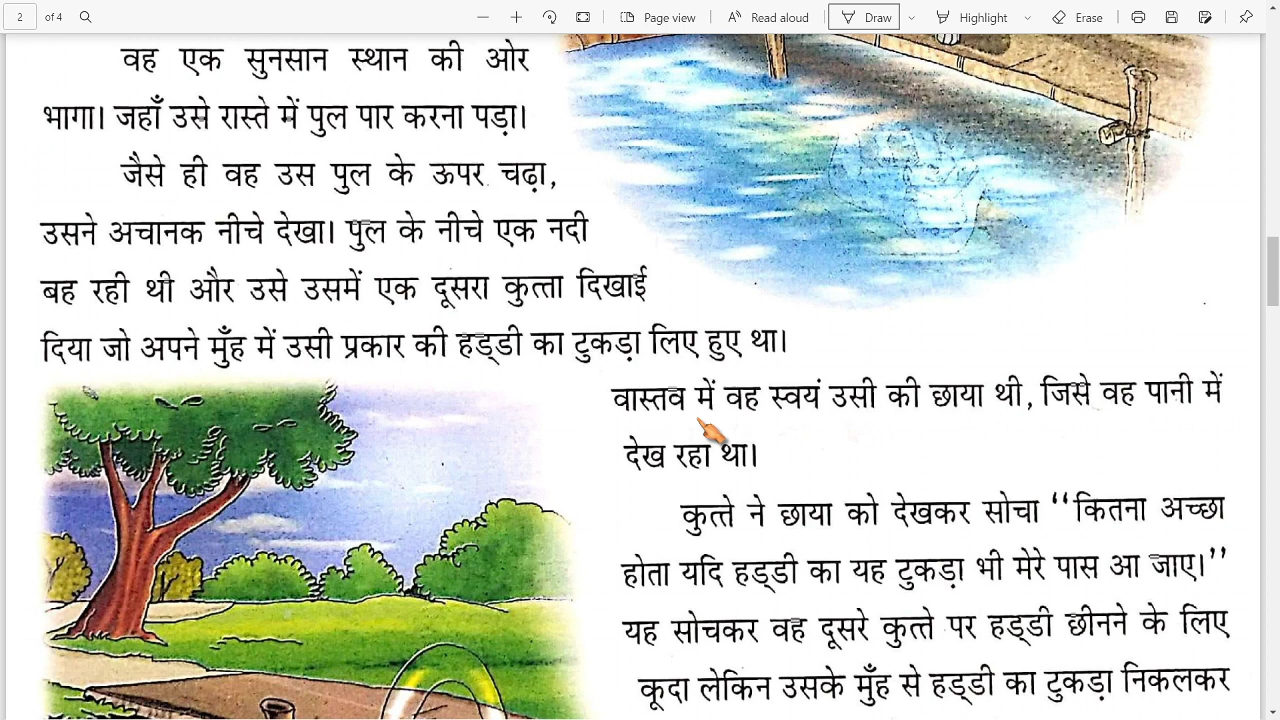 2 of 4 Page view Read aloud Draw Highlight Erase
वह एक सुनसान स्थान की ओर
भागा। जहाँ उसे रास्ते में पुल पार करना पड़ा।
जैसे ही वह उस पुल के ऊपर चढ़ा,
उसने अचानक नीचे देखा। पुल के नीचे एक नदी
बह रही थी और उसे उसमें एक दूसरा कुत्ता दिखाई
दिया जो अपने मुँह में उसी प्रकार की हड्डी का टुकड़ा लिए हुए था।
वास्तव में वह स्वयं उसी की छाया थी, जिसे वह पानी में
देख रहा था।
कुत्ते ने छाया को देखकर सोचा “कितना अच्छा
होता यदि हड्डी का यह टुकड़ा भी मेरे पास आ जाए।”
यह सोचकर वह दूसरे कुत्ते पर हड्डी छीनने के लिए
कूदा लेकिन उसके मुँह से हड्डी का टुकड़ा निकलकर